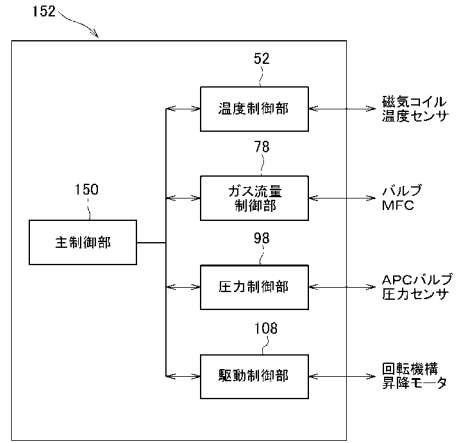 152
52
温度制御部
磁気コイル
温度センサ
78
ガス流量
制御部
バルブ
MFC
150
主制御部
98
圧力制御部
APCバルブ
圧力センサ
108
駆動制御部
回転機構
昇降モータ